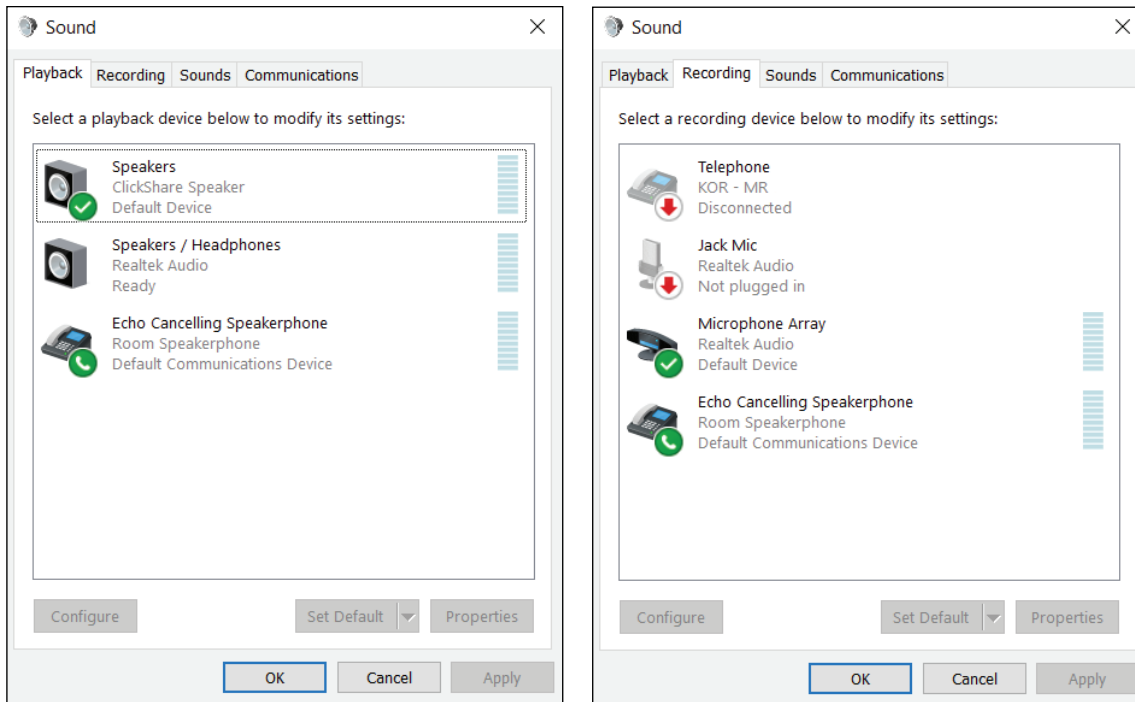 Sound
Playback Recording Sounds Communications
Select a playback device below to modify its settings:
Speakers
ClickShare Speaker
Default Device
Speakers / Headphones
Realtek Audio
Ready
Echo Cancelling Speakerphone
Room Speakerphone
Default Communications Device
Configure Set Default Properties
OK Cancel Apply
Sound
Playback Recording Sounds Communications
Select a recording device below to modify its settings:
Telephone
KOR - MR
Disconnected
Jack Mic
Realtek Audio
Not plugged in
Microphone Array
Realtek Audio
Default Device
Echo Cancelling Speakerphone
Room Speakerphone
Default Communications Device
Configure Set Default Properties
OK Cancel Apply